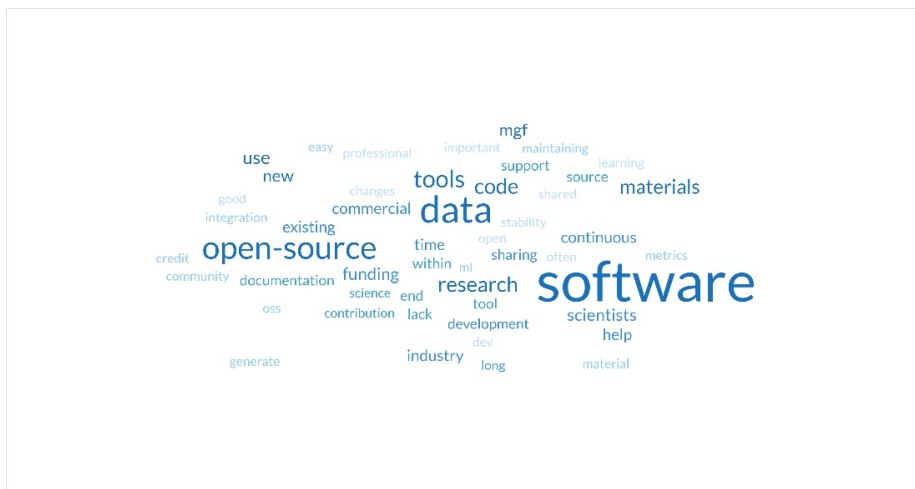 mgf
easy
professional
important
maintaining
use
support
learning
new
tools
code
source
materials
good
changes
shared
integration
commercial
data
existing
stability
open-source
time
open
continuous
credit
within
ml
sharing
often
metrics
community
documentation
funding
research
software
science
end
tool
oss
contribution
lack
development
scientists
dev
help
generate
industry
long
material